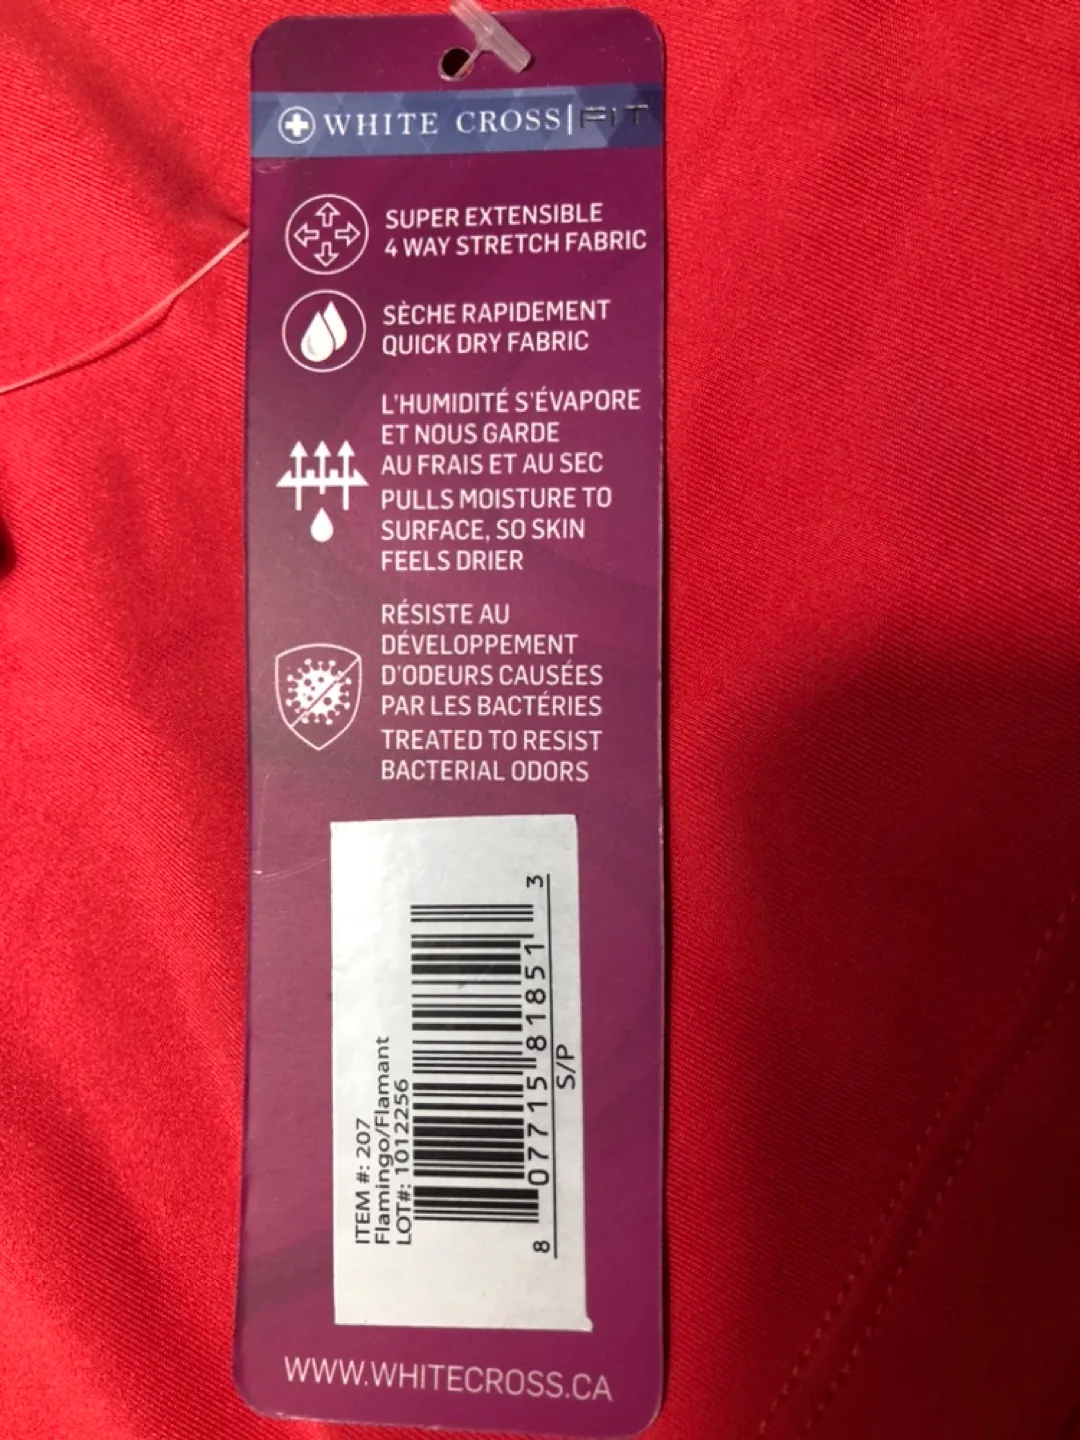 WHITE CROSS | FIT
SUPER EXTENSIBLE
4 WAY STRETCH FABRIC
SÈCHE RAPIDEMENT
QUICK DRY FABRIC
L'HUMIDITÉ S'ÉVAPORE
ET NOUS GARDE
AU FRAIS ET AU SEC
PULLS MOISTURE TO
SURFACE, SO SKIN
FEELS DRIER
RÉSISTE AU
DÉVELOPPEMENT
D'ODEURS CAUSÉES
PAR LES BACTÉRIES
TREATED TO RESIST
BACTERIAL ODORS
ITEM #: 207
Flamingo/Flamant
LOT#: 1012256
8 07715 81851 3
S/P
WWW.WHITECROSS.CA